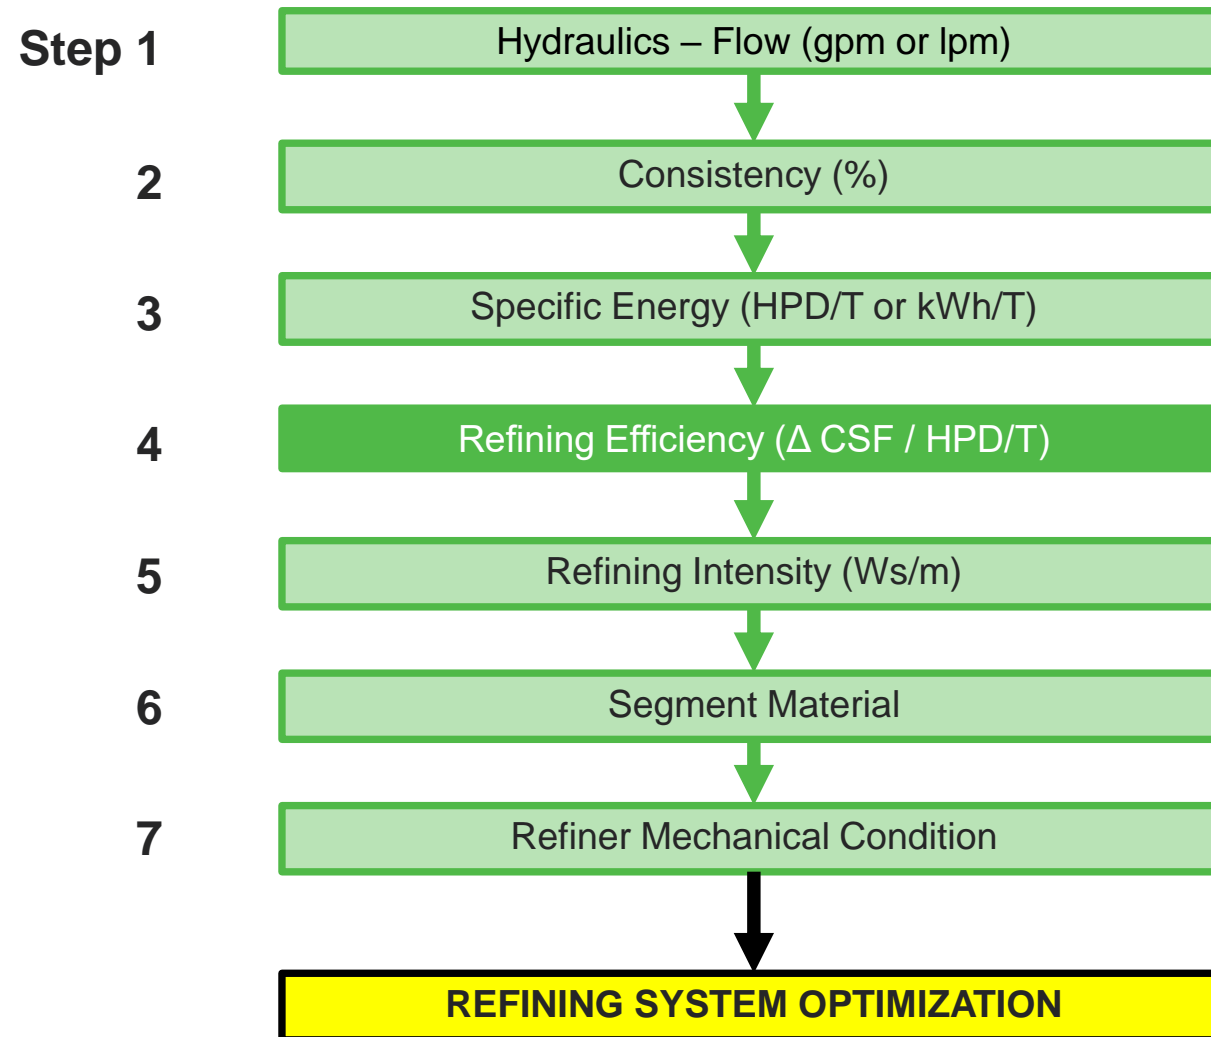 Step 1 Hydraulics – Flow (gpm or lpm)
2 Consistency (%)
3 Specific Energy (HPD/T or kWh/T)
4 Refining Efficiency (Δ CSF / HPD/T)
5 Refining Intensity (Ws/m)
6 Segment Material
7 Refiner Mechanical Condition
REFINING SYSTEM OPTIMIZATION